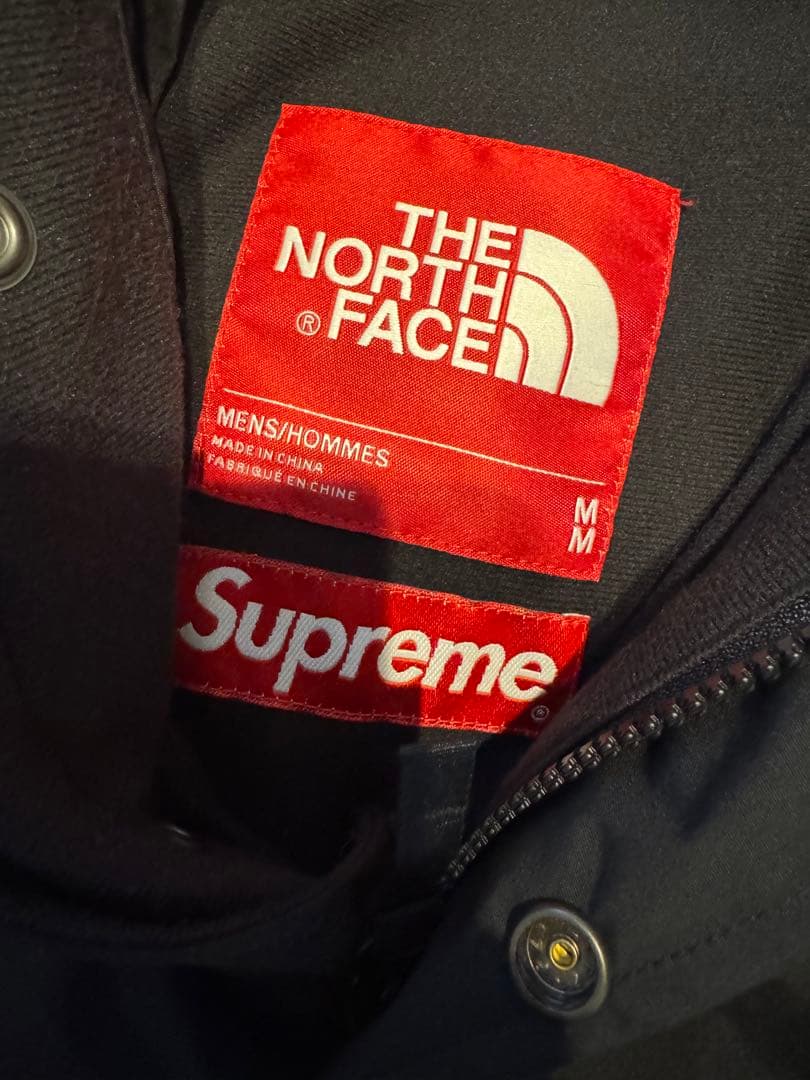 THE
NORTH
® FACE
MENS/HOMMES
MADE IN CHINA
FABRIQUÉ EN CHINE
M
M
Supreme®